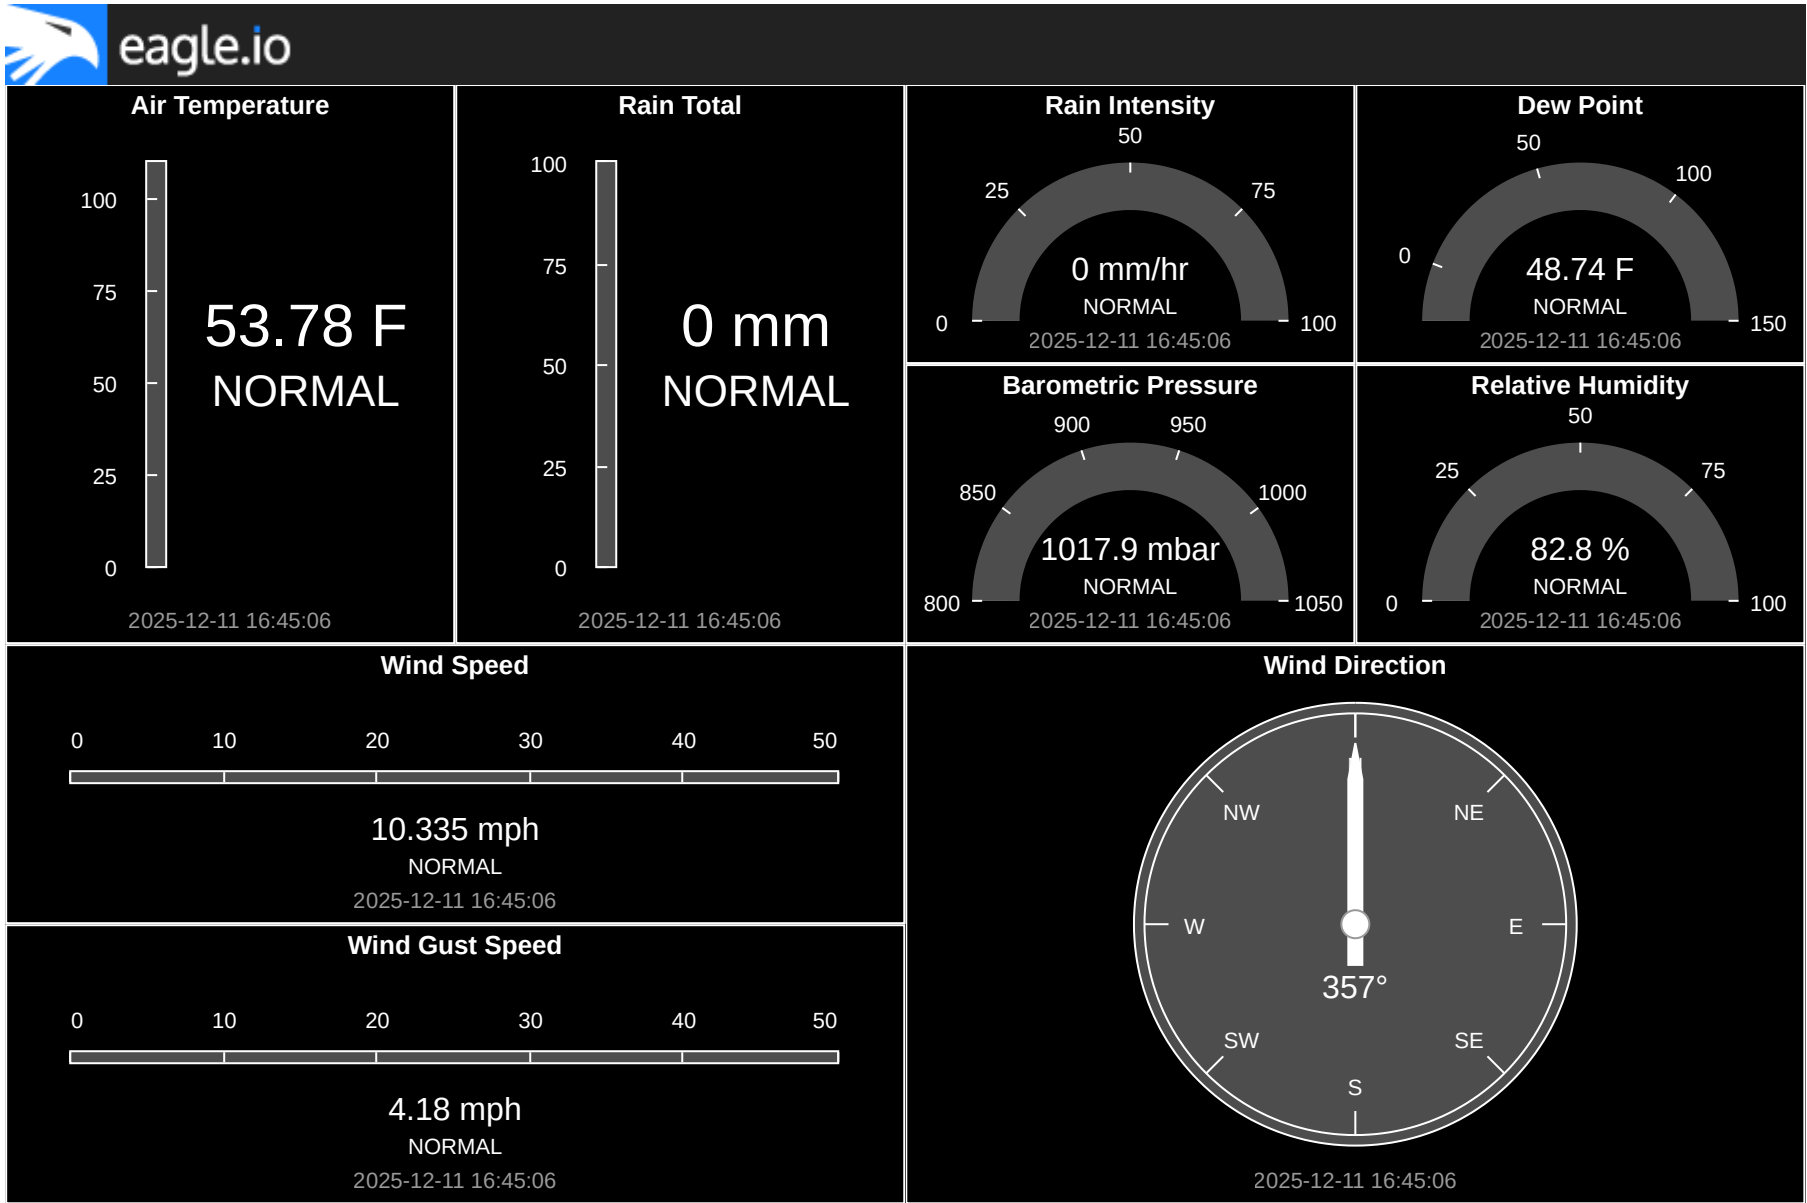 eagle.io
Air Temperature
100
75
50
25
0
53.78 F
NORMAL
2025-12-11 16:45:06
Rain Total
100
75
50
25
0
0 mm
NORMAL
2025-12-11 16:45:06
Rain Intensity
50
25
75
0
100
0 mm/hr
NORMAL
2025-12-11 16:45:06
Dew Point
50
100
0
150
48.74 F
NORMAL
2025-12-11 16:45:06
Barometric Pressure
900
950
850
1000
800
1050
1017.9 mbar
NORMAL
2025-12-11 16:45:06
Relative Humidity
50
25
75
0
100
82.8 %
NORMAL
2025-12-11 16:45:06
Wind Speed
0 10 20 30 40 50
10.335 mph
NORMAL
2025-12-11 16:45:06
Wind Gust Speed
0 10 20 30 40 50
4.18 mph
NORMAL
2025-12-11 16:45:06
Wind Direction
NW NE
W E
357°
SW SE
S
2025-12-11 16:45:06